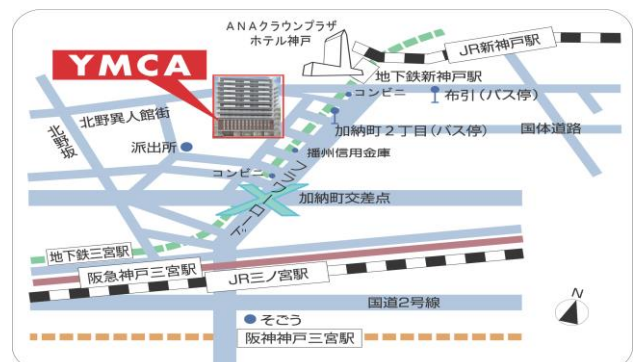 ANAクラウンプラザ
ホテル神戸
JR新神戸駅
YMCA
地下鉄新神戸駅
コンビニ
布引(バス停)
北野坂
北野異人館街
加納町2丁目(バス停)
国体道路
派出所
播州信用金庫
コンビニ
フラワーロード
加納町交差点
地下鉄三宮駅
阪急神戸三宮駅
JR三ノ宮駅
国道2号線
N
そごう
阪神神戸三宮駅